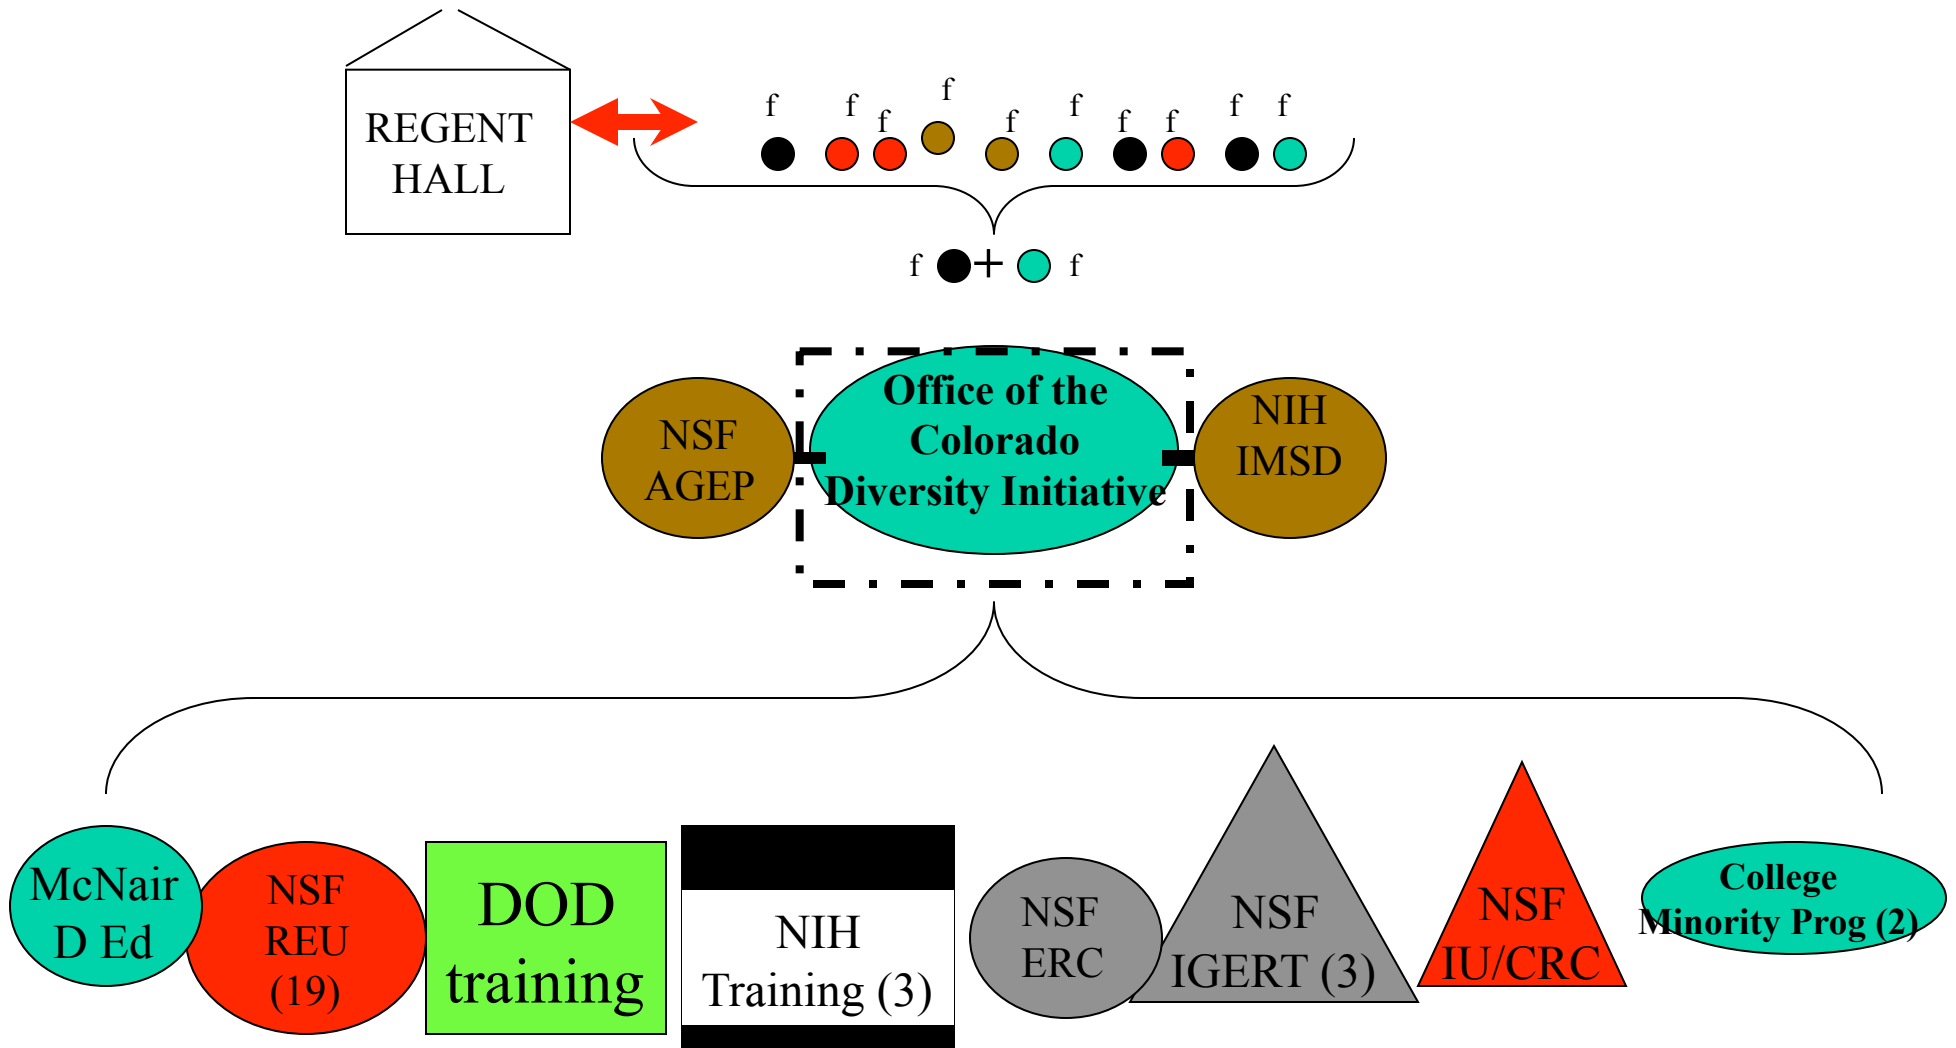 REGENT
HALL
f f f f f f f f f f
f + f
NSF
AGEP
Office of the
Colorado
Diversity Initiative
NIH
IMSD
McNair
D Ed
NSF
REU
(19)
DOD
training
NIH
Training (3)
NSF
ERC
NSF
IGERT (3)
NSF
IU/CRC
College
Minority Prog (2)